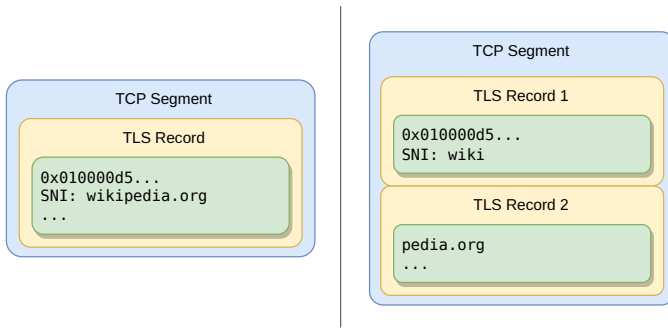 TCP Segment
TLS Record
0x010000d5...
SNI: wikipedia.org
...
TCP Segment
TLS Record 1
0x010000d5...
SNI: wiki
TLS Record 2
pedia.org
...